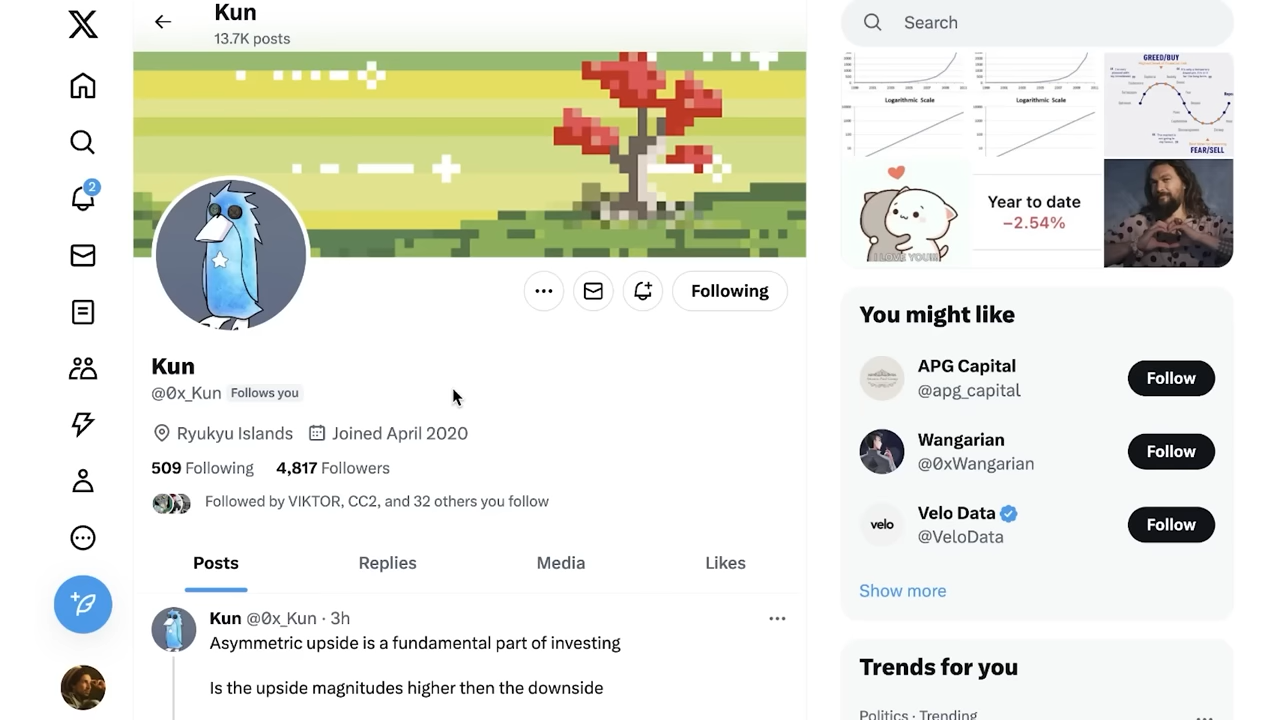 Kun
13.7K posts
Search
Logarithmic Scale
Logarithmic Scale
GREED/BUY
FEAR/SELL
I LOVE YOU!!!
Year to date
−2.54%
2
Following
Kun
@0x_Kun Follows you
Ryukyu Islands Joined April 2020
509 Following 4,817 Followers
Followed by VIKTOR, CC2, and 32 others you follow
Posts Replies Media Likes
Kun @0x_Kun · 3h
Asymmetric upside is a fundamental part of investing
Is the upside magnitudes higher then the downside
You might like
APG Capital
@apg_capital
Follow
Wangarian
@0xWangarian
Follow
velo
Velo Data
@VeloData
Follow
Show more
Trends for you
Politics · Trending